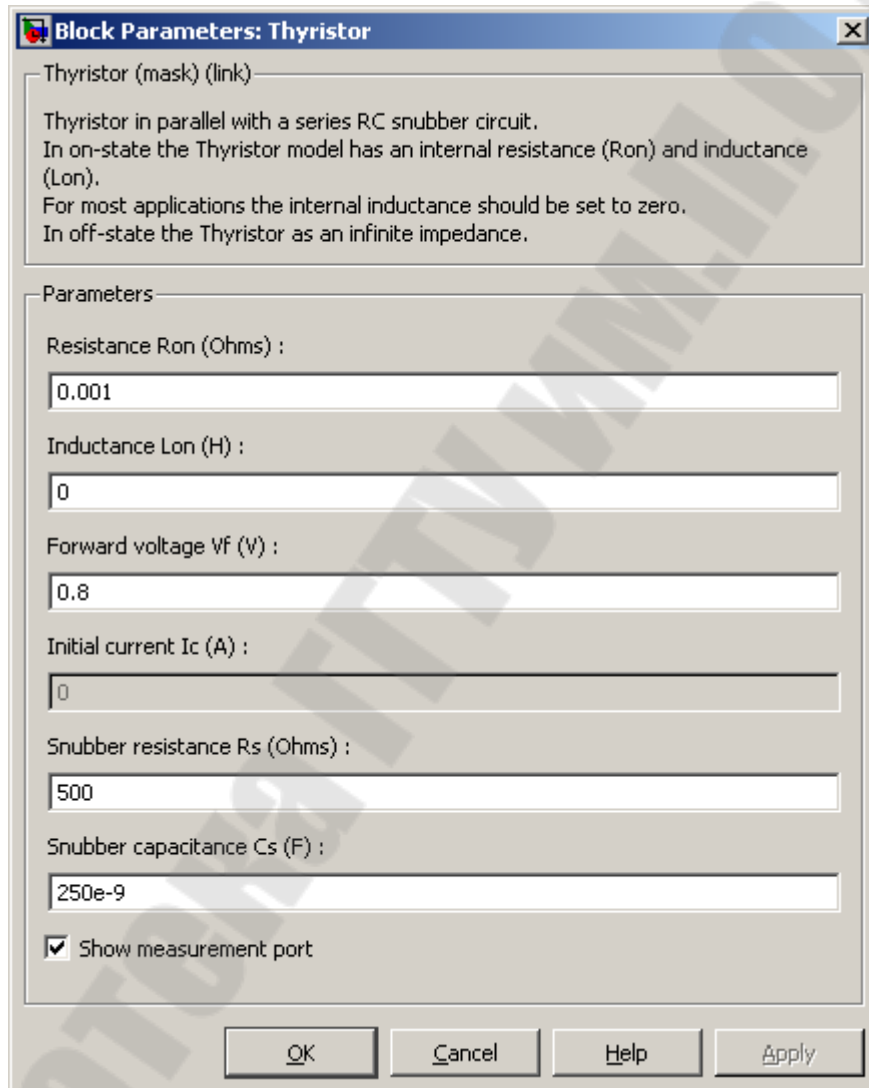 Block Parameters: Thyristor
Thyristor (mask) (link)
Thyristor in parallel with a series RC snubber circuit.
In on-state the Thyristor model has an internal resistance (Ron) and inductance
(Lon).
For most applications the internal inductance should be set to zero.
In off-state the Thyristor as an infinite impedance.
Parameters
Resistance Ron (Ohms) :
0.001
Inductance Lon (H) :
0
Forward voltage Vf (V) :
0.8
Initial current Ic (A) :
0
Snubber resistance Rs (Ohms) :
500
Snubber capacitance Cs (F) :
250e-9
Show measurement port
OK
Cancel
Help
Apply
ГГТУ им.П.О